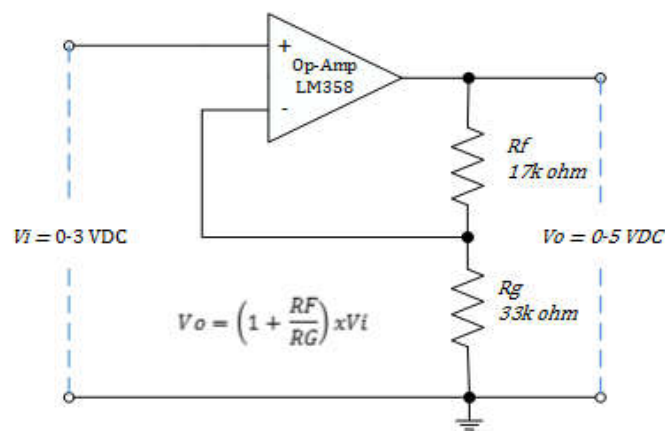 +
Op-Amp
LM358
-
Rf
17k ohm
Vi = 0-3 VDC
Vo = 0-5 VDC
Rg
33k ohm
Vo = (1 + RF/RG) xVi